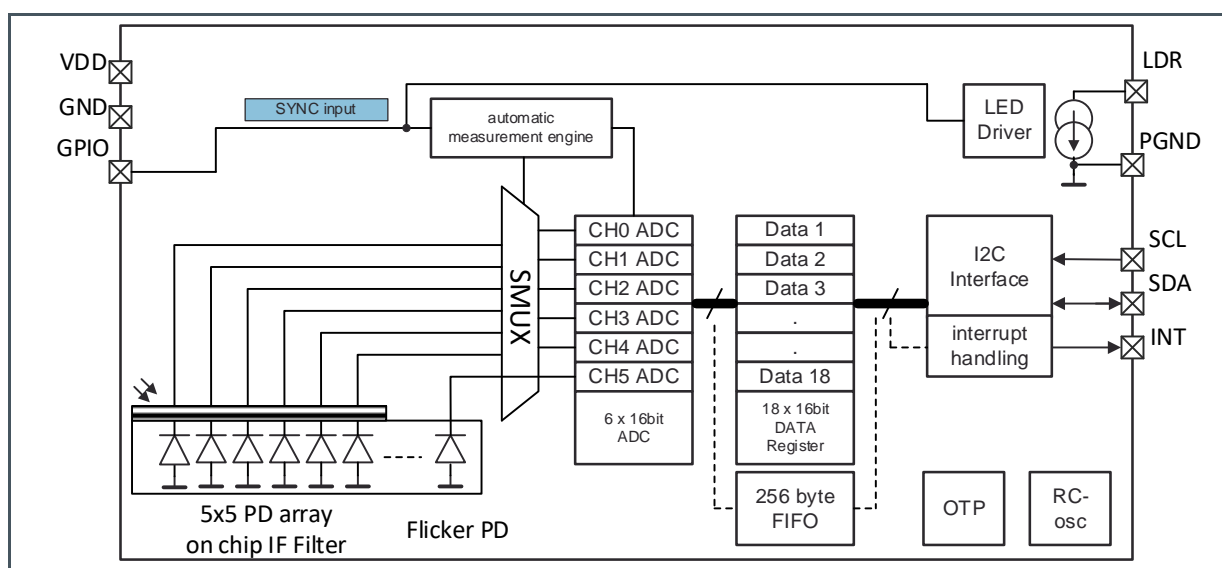 VDD
GND
GPIO
SYNC input
automatic
measurement engine
LED
Driver
LDR
PGND
SMUX
CH0 ADC
CH1 ADC
CH2 ADC
CH3 ADC
CH4 ADC
CH5 ADC
6 x 16bit
ADC
Data 1
Data 2
Data 3
.
.
Data 18
18 x 16bit
DATA
Register
256 byte
FIFO
I2C
Interface
interrupt
handling
SCL
SDA
INT
5x5 PD array
on chip IF Filter
Flicker PD
OTP
RC-
osc